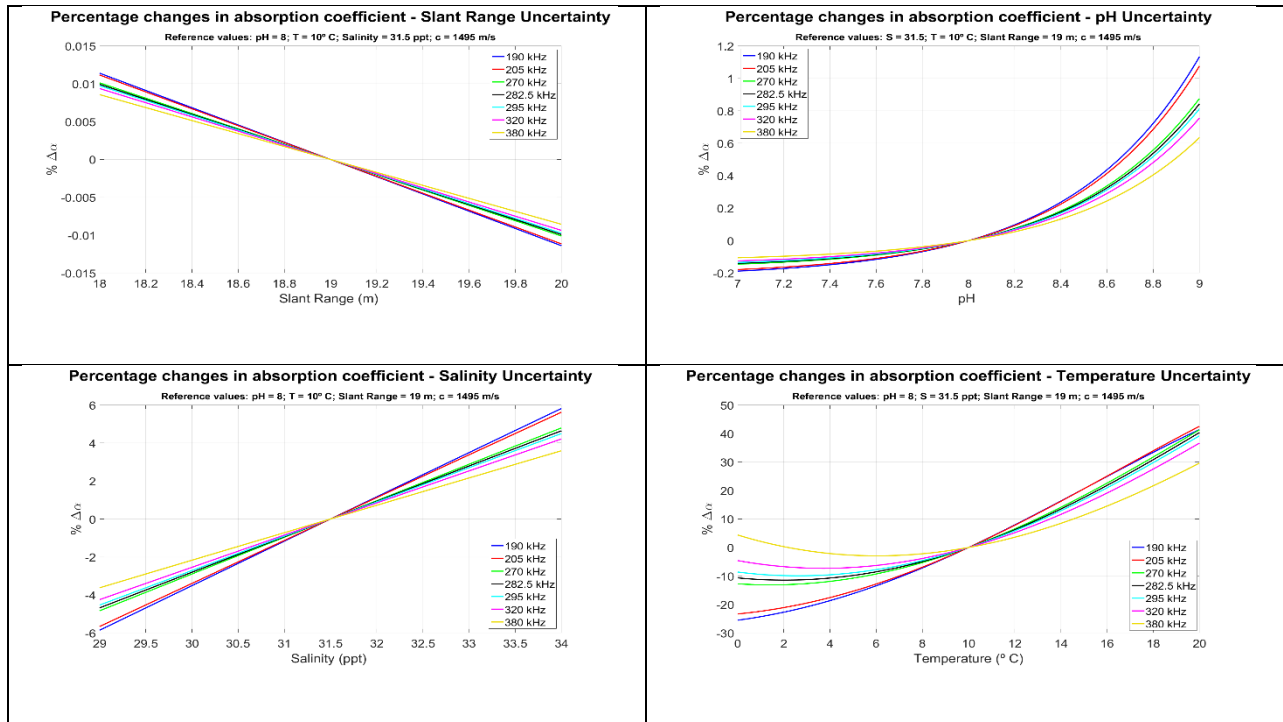 Percentage changes in absorption coefficient - Slant Range Uncertainty
Reference values: pH = 8; T = 10º C; Salinity = 31.5 ppt; c = 1495 m/s
0.015
0.01
0.005
0
-0.005
-0.01
-0.015
% Δα
190 kHz
205 kHz
270 kHz
282.5 kHz
295 kHz
320 kHz
380 kHz
18 18.2 18.4 18.6 18.8 19 19.2 19.4 19.6 19.8 20
Slant Range (m)
Percentage changes in absorption coefficient - pH Uncertainty
Reference values: S = 31.5; T = 10º C; Slant Range = 19 m; c = 1495 m/s
1.2
1
0.8
0.6
0.4
0.2
0
-0.2
% Δα
190 kHz
205 kHz
270 kHz
282.5 kHz
295 kHz
320 kHz
380 kHz
7 7.2 7.4 7.6 7.8 8 8.2 8.4 8.6 8.8 9
pH
Percentage changes in absorption coefficient - Salinity Uncertainty
Reference values: pH = 8; T = 10º C; Slant Range = 19 m; c = 1495 m/s
6
4
2
0
-2
-4
-6
% Δα
190 kHz
205 kHz
270 kHz
282.5 kHz
295 kHz
320 kHz
380 kHz
29 29.5 30 30.5 31 31.5 32 32.5 33 33.5 34
Salinity (ppt)
Percentage changes in absorption coefficient - Temperature Uncertainty
Reference values: pH = 8; S = 31.5 ppt; Slant Range = 19 m; c = 1495 m/s
50
40
30
20
10
0
-10
-20
-30
% Δα
190 kHz
205 kHz
270 kHz
282.5 kHz
295 kHz
320 kHz
380 kHz
0 2 4 6 8 10 12 14 16 18 20
Temperature (º C)